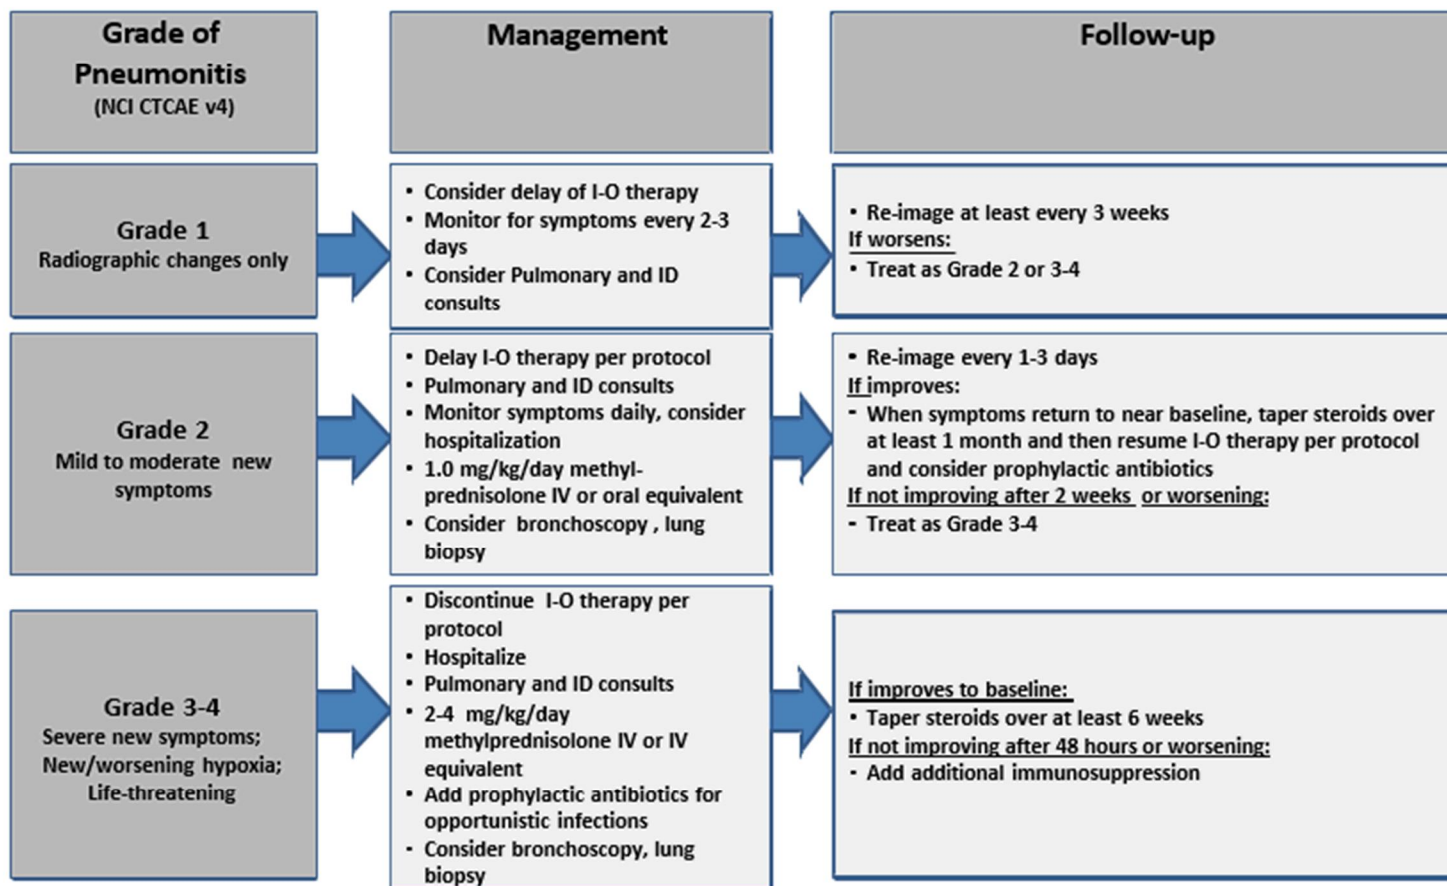 Grade of
Pneumonitis
(NCI CTCAE v4)
Management
Follow-up
Grade 1
Radiographic changes only
• Consider delay of I-O therapy
• Monitor for symptoms every 2-3
days
• Consider Pulmonary and ID
consults
• Re-image at least every 3 weeks
If worsens:
• Treat as Grade 2 or 3-4
Grade 2
Mild to moderate new
symptoms
• Delay I-O therapy per protocol
• Pulmonary and ID consults
• Monitor symptoms daily, consider
hospitalization
• 1.0 mg/kg/day methyl-
prednisolone IV or oral equivalent
• Consider bronchoscopy , lung
biopsy
• Re-image every 1-3 days
If improves:
- When symptoms return to near baseline, taper steroids over
at least 1 month and then resume I-O therapy per protocol
and consider prophylactic antibiotics
If not improving after 2 weeks or worsening:
- Treat as Grade 3-4
Grade 3-4
Severe new symptoms;
New/worsening hypoxia;
Life-threatening
• Discontinue I-O therapy per
protocol
• Hospitalize
• Pulmonary and ID consults
• 2-4 mg/kg/day
methylprednisolone IV or IV
equivalent
• Add prophylactic antibiotics for
opportunistic infections
- Consider bronchoscopy, lung
biopsy
If improves to baseline:
• Taper steroids over at least 6 weeks
If not improving after 48 hours or worsening:
- Add additional immunosuppression